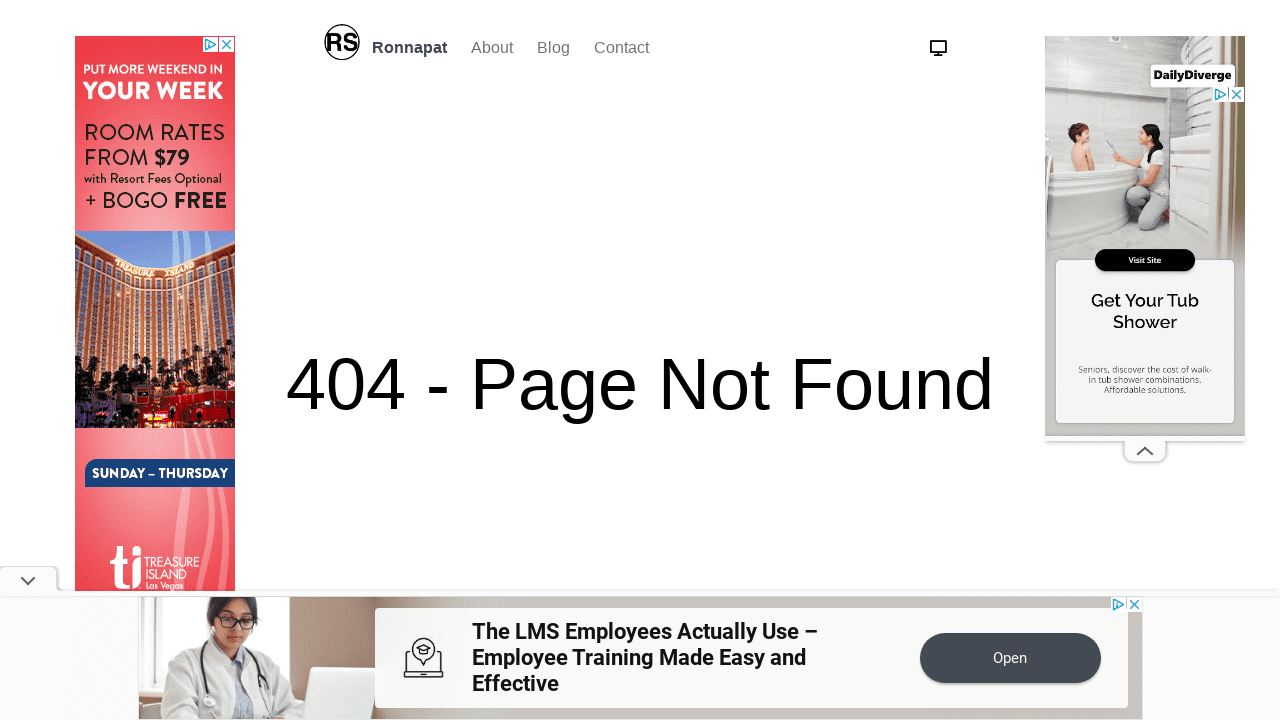 RS
Ronnapat
About
Blog
Contact
PUT MORE WEEKEND IN
YOUR WEEK
ROOM RATES
FROM $79
with Resort Fees Optional
+ BOGO FREE
TREASURE ISLAND
SUNDAY – THURSDAY
ti TREASURE
ISLAND
Las Vegas
404 - Page Not Found
DailyDiverge
Visit Site
Get Your Tub
Shower
Seniors, discover the cost of walk-
in tub shower combinations.
Affordable solutions.
The LMS Employees Actually Use –
Employee Training Made Easy and
Effective
Open